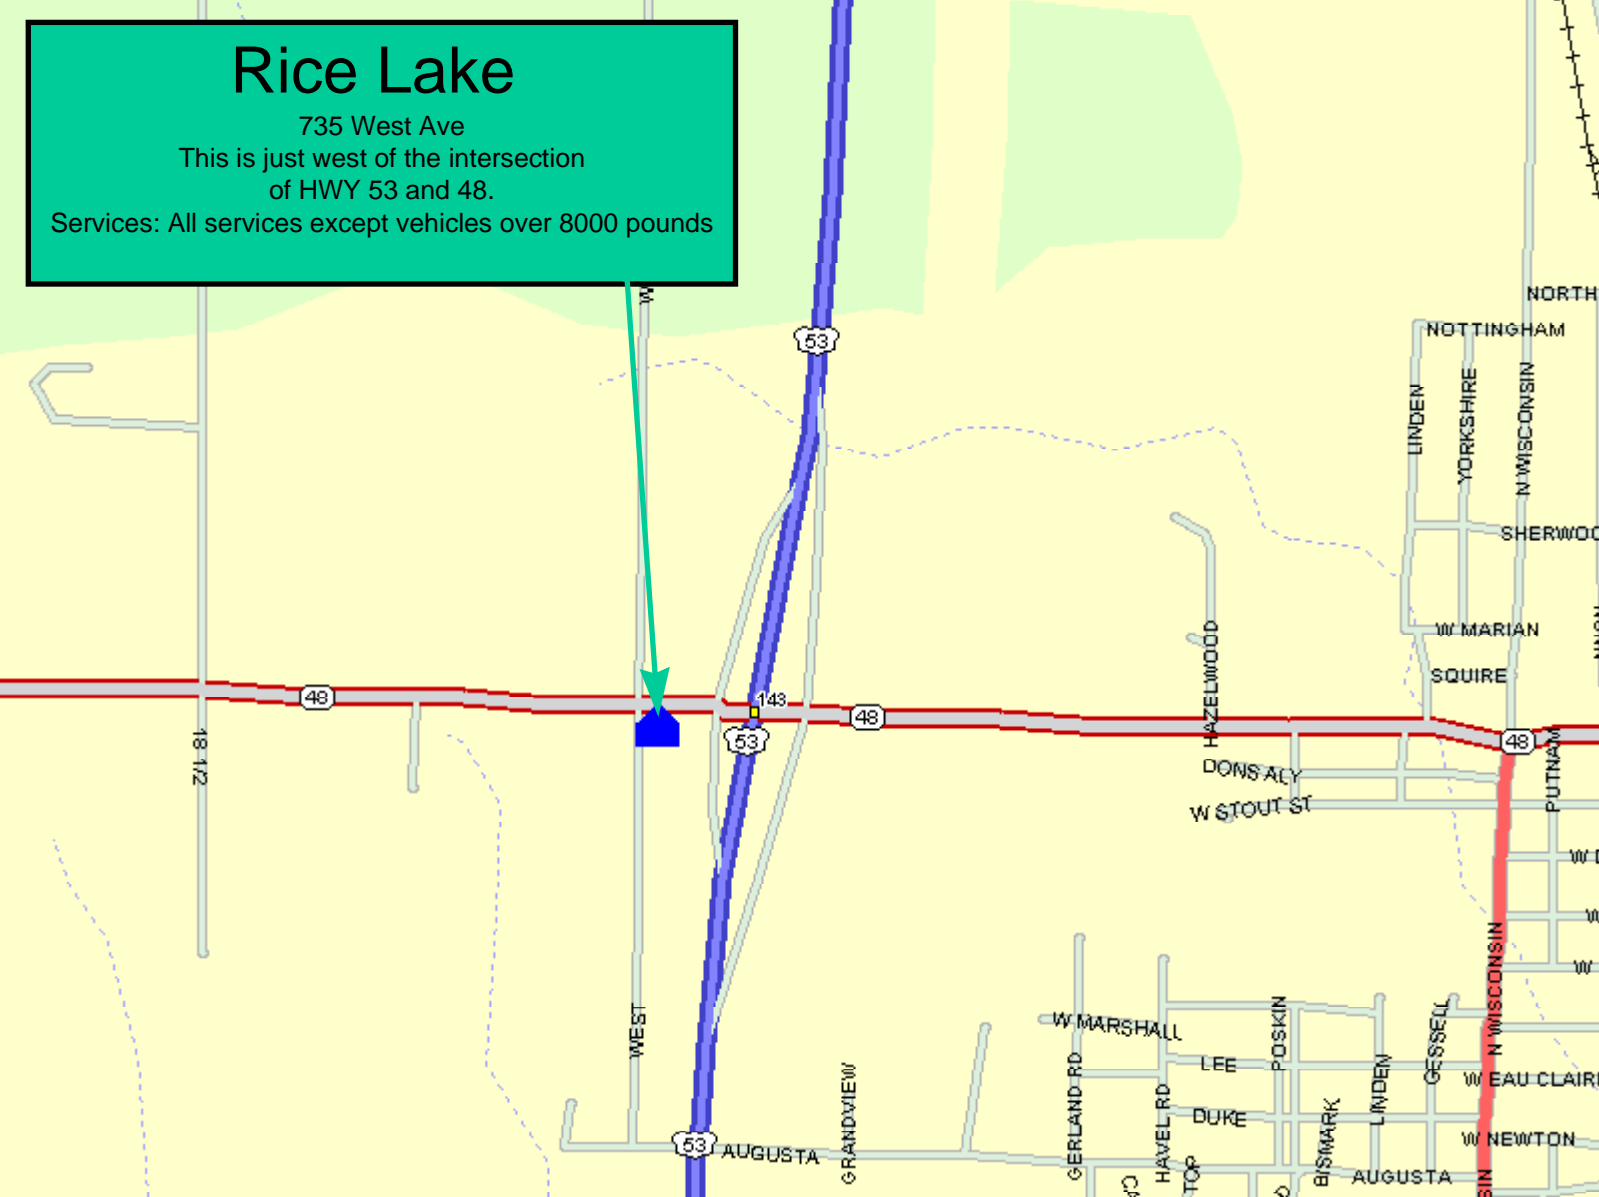 Rice Lake
735 West Ave
This is just west of the intersection
of HWY 53 and 48.
Services: All services except vehicles over 8000 pounds
W
53
NORTH
NOTTINGHAM
LINDEN
YORKSHIRE
N WISCONSIN
SHERWOO
W MARIAN
SQUIRE
HAZELWOOD
48
143
48
53
48
18 1/2
PUTNAM
DONS ALY
W STOUT ST
W
W
N WISCONSIN
WEST
W MARSHALL
POSKIN
GESSELL
LEE
LINDEN
GERLAND RD
GRANDVIEW
HAVEL RD
W EAU CLAIRE
DUKE
BISMARK
W NEWTON
53
AUGUSTA
AUGUSTA
TOP
SIN